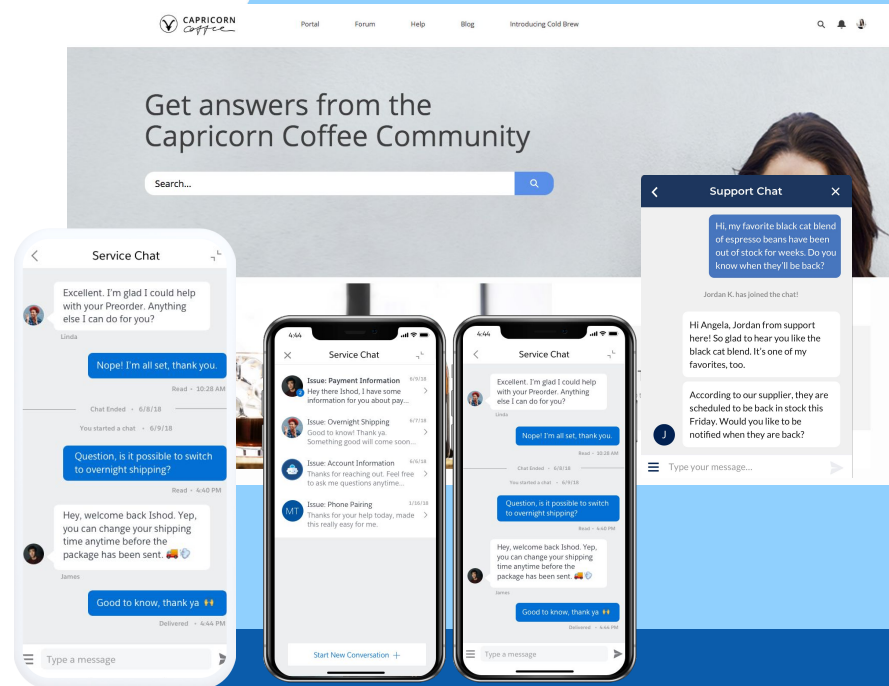 CAPRICORN
Coffee
Portal
Forum
Help
Blog
Introducing Cold Brew
Get answers from the
Capricorn Coffee Community
Search...
Support Chat
Hi, my favorite black cat blend
of espresso beans have been
out of stock for weeks. Do you
know when they'll be back?
Jordan K. has joined the chat!
Hi Angela, Jordan from support
here! So glad to hear you like the
black cat blend. It's one of my
favorites, too.
According to our supplier, they are
scheduled to be back in stock this
Friday. Would you like to be
notified when they are back?
J
Type your message...
Service Chat
Excellent. I'm glad I could help
with your Preorder. Anything
else I can do for you?
Linda
Nope! I'm all set, thank you.
Read • 10:28 AM
Chat Ended • 6/8/18
You started a chat • 6/9/18
Question, is it possible to switch
to overnight shipping?
Read • 4:40 PM
Hey, welcome back Ishod. Yep,
you can change your shipping
time anytime before the
package has been sent. 🚚💨
James
Good to know, thank ya 🙌
Delivered • 4:44 PM
Type a message
4:44
Service Chat
Issue: Payment Information 6/9/18
Hey there Ishod, I have some
information for you about pay...
2
Issue: Overnight Shipping 6/7/18
Good to know! Thank ya.
Something good will come soon...
Issue: Account Information 6/6/18
Thanks for reaching out. Feel free
to ask me questions anytime...
MT
Issue: Phone Pairing 2/10/18
Thanks for your help today, made
this really easy for me.
Start New Conversation +
4:44
Service Chat
Excellent. I'm glad I could help
with your Preorder. Anything
else I can do for you?
Linda
Nope! I'm all set, thank you.
Read • 10:28 AM
Chat Ended • 6/8/18
You started a chat • 6/9/18
Question, is it possible to switch
to overnight shipping?
Read • 4:40 PM
Hey, welcome back Ishod. Yep,
you can change your shipping
time anytime before the
package has been sent. 🚚💨
James
Good to know, thank ya 🙌
Delivered • 4:44 PM
Type a message